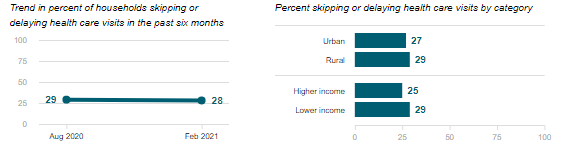 Trend in percent of households skipping or
delaying health care visits in the past six months
100
75
50
25
0
29
28
Aug 2020
Feb 2021
Percent skipping or delaying health care visits by category
Urban 27
Rural 29
Higher income 25
Lower income 29
0 25 50 75 100